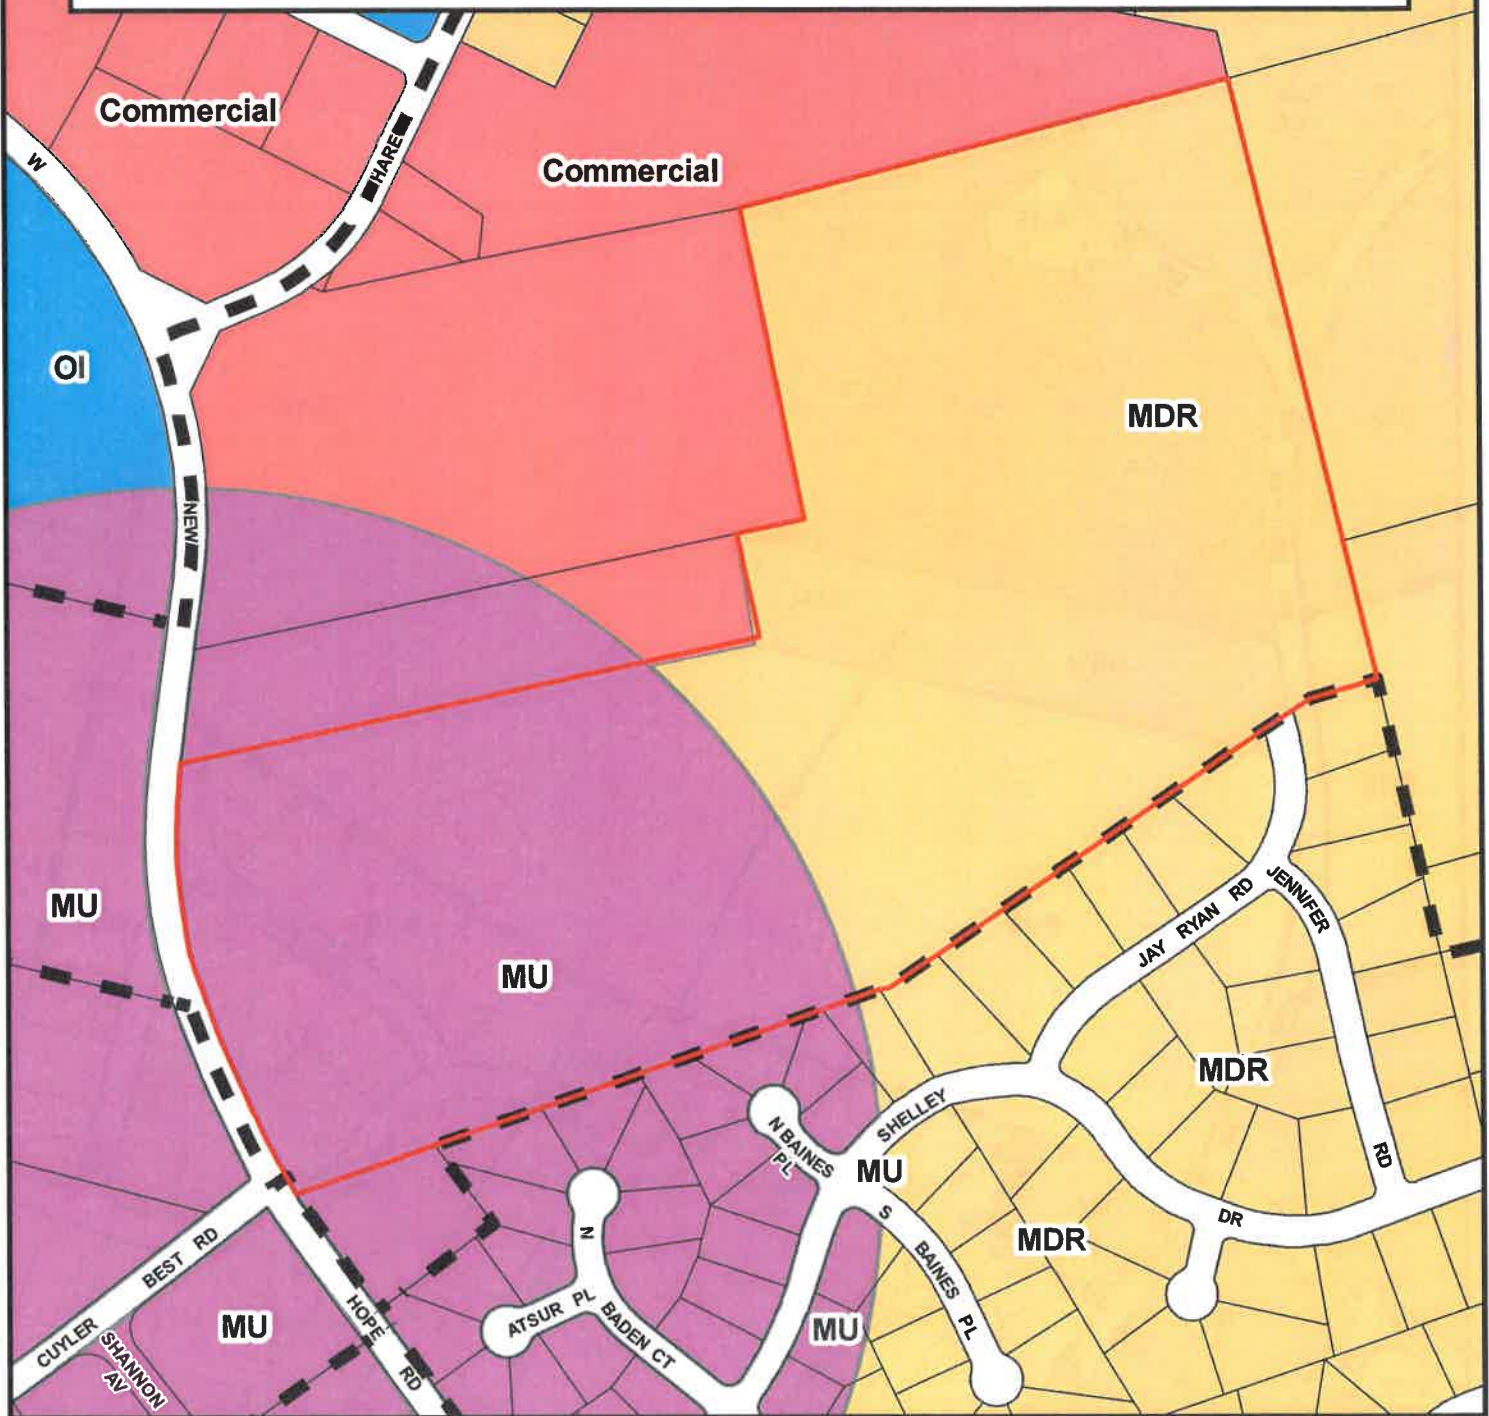 Commercial
W
HARE
Commercial
OI
MDR
NEW
MU
MU
JENNIFER
JAY RYAN RD
MDR
SHELLEY
N BAINES
PL
MU
RD
S
DR
N
MDR
BEST RD
BAINES PL
HOPE
ATSUR PL
BADEN CT
MU
MU
CUYLER
SHANNON
AV
RD